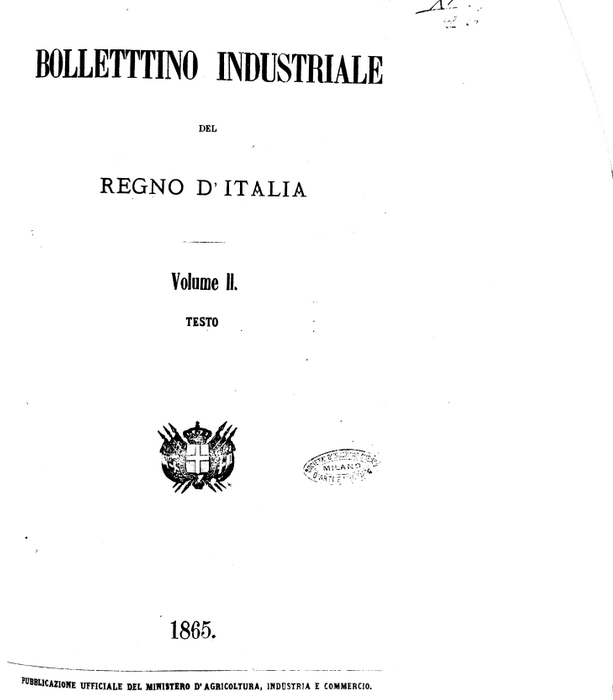 BOLLETTTINO INDUSTRIALE
DEL
REGNO D'ITALIA
Volume II.
TESTO
MILANO
1865.
PUBBLICAZIONE UFFICIALE DEL MINISTERO D'AGRICOLTURA, INDUSTRIA E COMMERCIO.